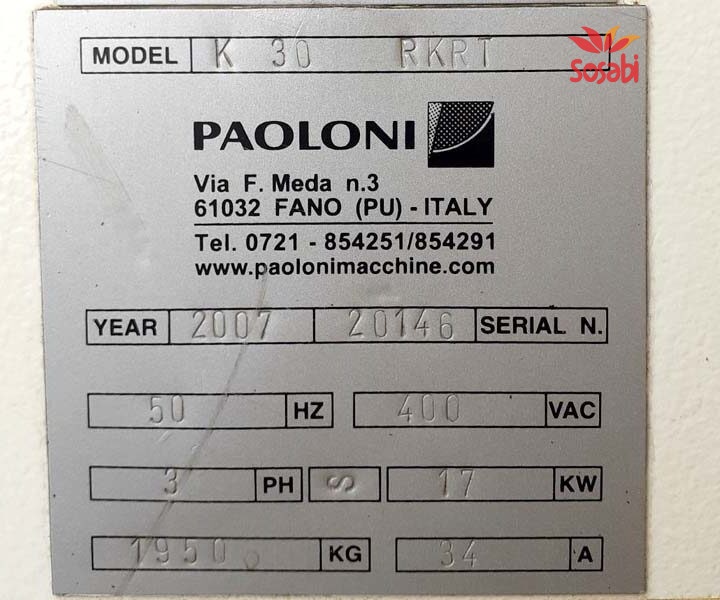 MODEL K 30 RKRT
Sosabi
PAOLONI
Via F. Meda n.3
61032 FANO (PU) - ITALY
Tel. 0721 - 854251/854291
www.paolonimacchine.com
YEAR 2007 20146 SERIAL N.
50 HZ 400 VAC
3 PH S 17 KW
1950 KG 34 A